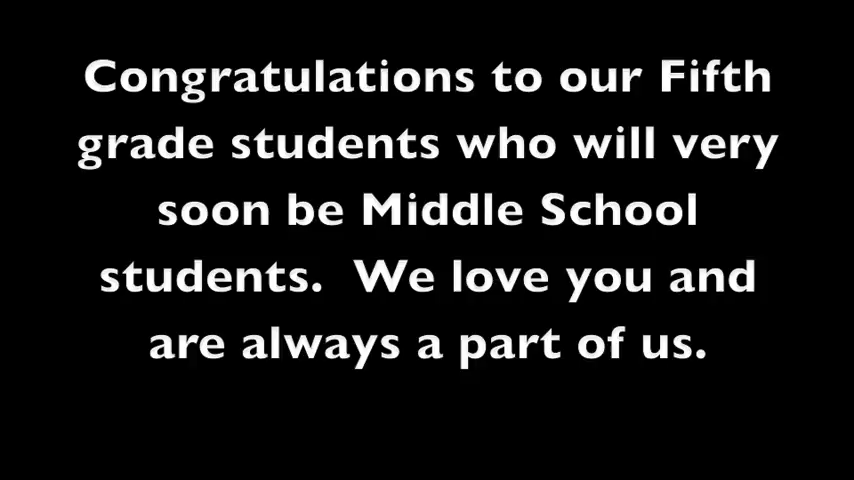 Congratulations to our Fifth
grade students who will very
soon be Middle School
students.  We love you and
are always a part of us.